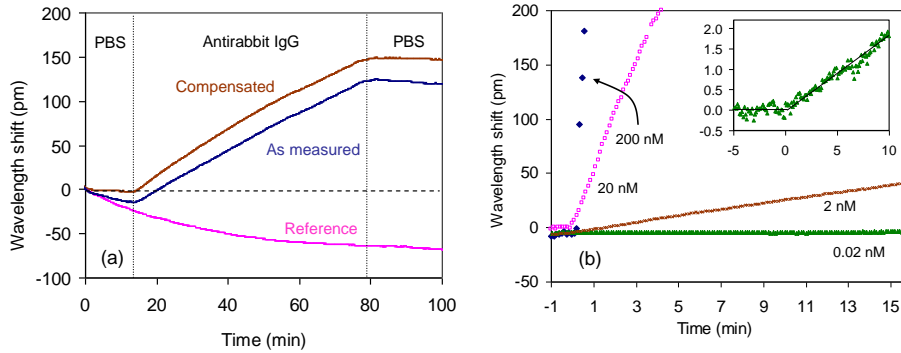 PBS Antirabbit IgG PBS
Compensated
As measured
Reference
(a)
Wavelength shift (pm)
200
150
100
50
0
-50
-100
0 20 40 60 80 100
Time (min)
200 nM
20 nM
2 nM
0.02 nM
(b)
Wavelength shift (pm)
200
150
100
50
0
-50
-1 1 3 5 7 9 11 13 15
Time (min)
2.0
1.5
1.0
0.5
0.0
-0.5
-5 0 5 10